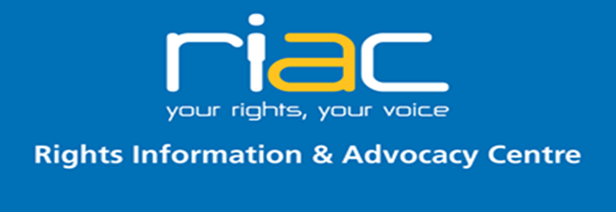 riac
your rights, your voice
Rights Information & Advocacy Centre